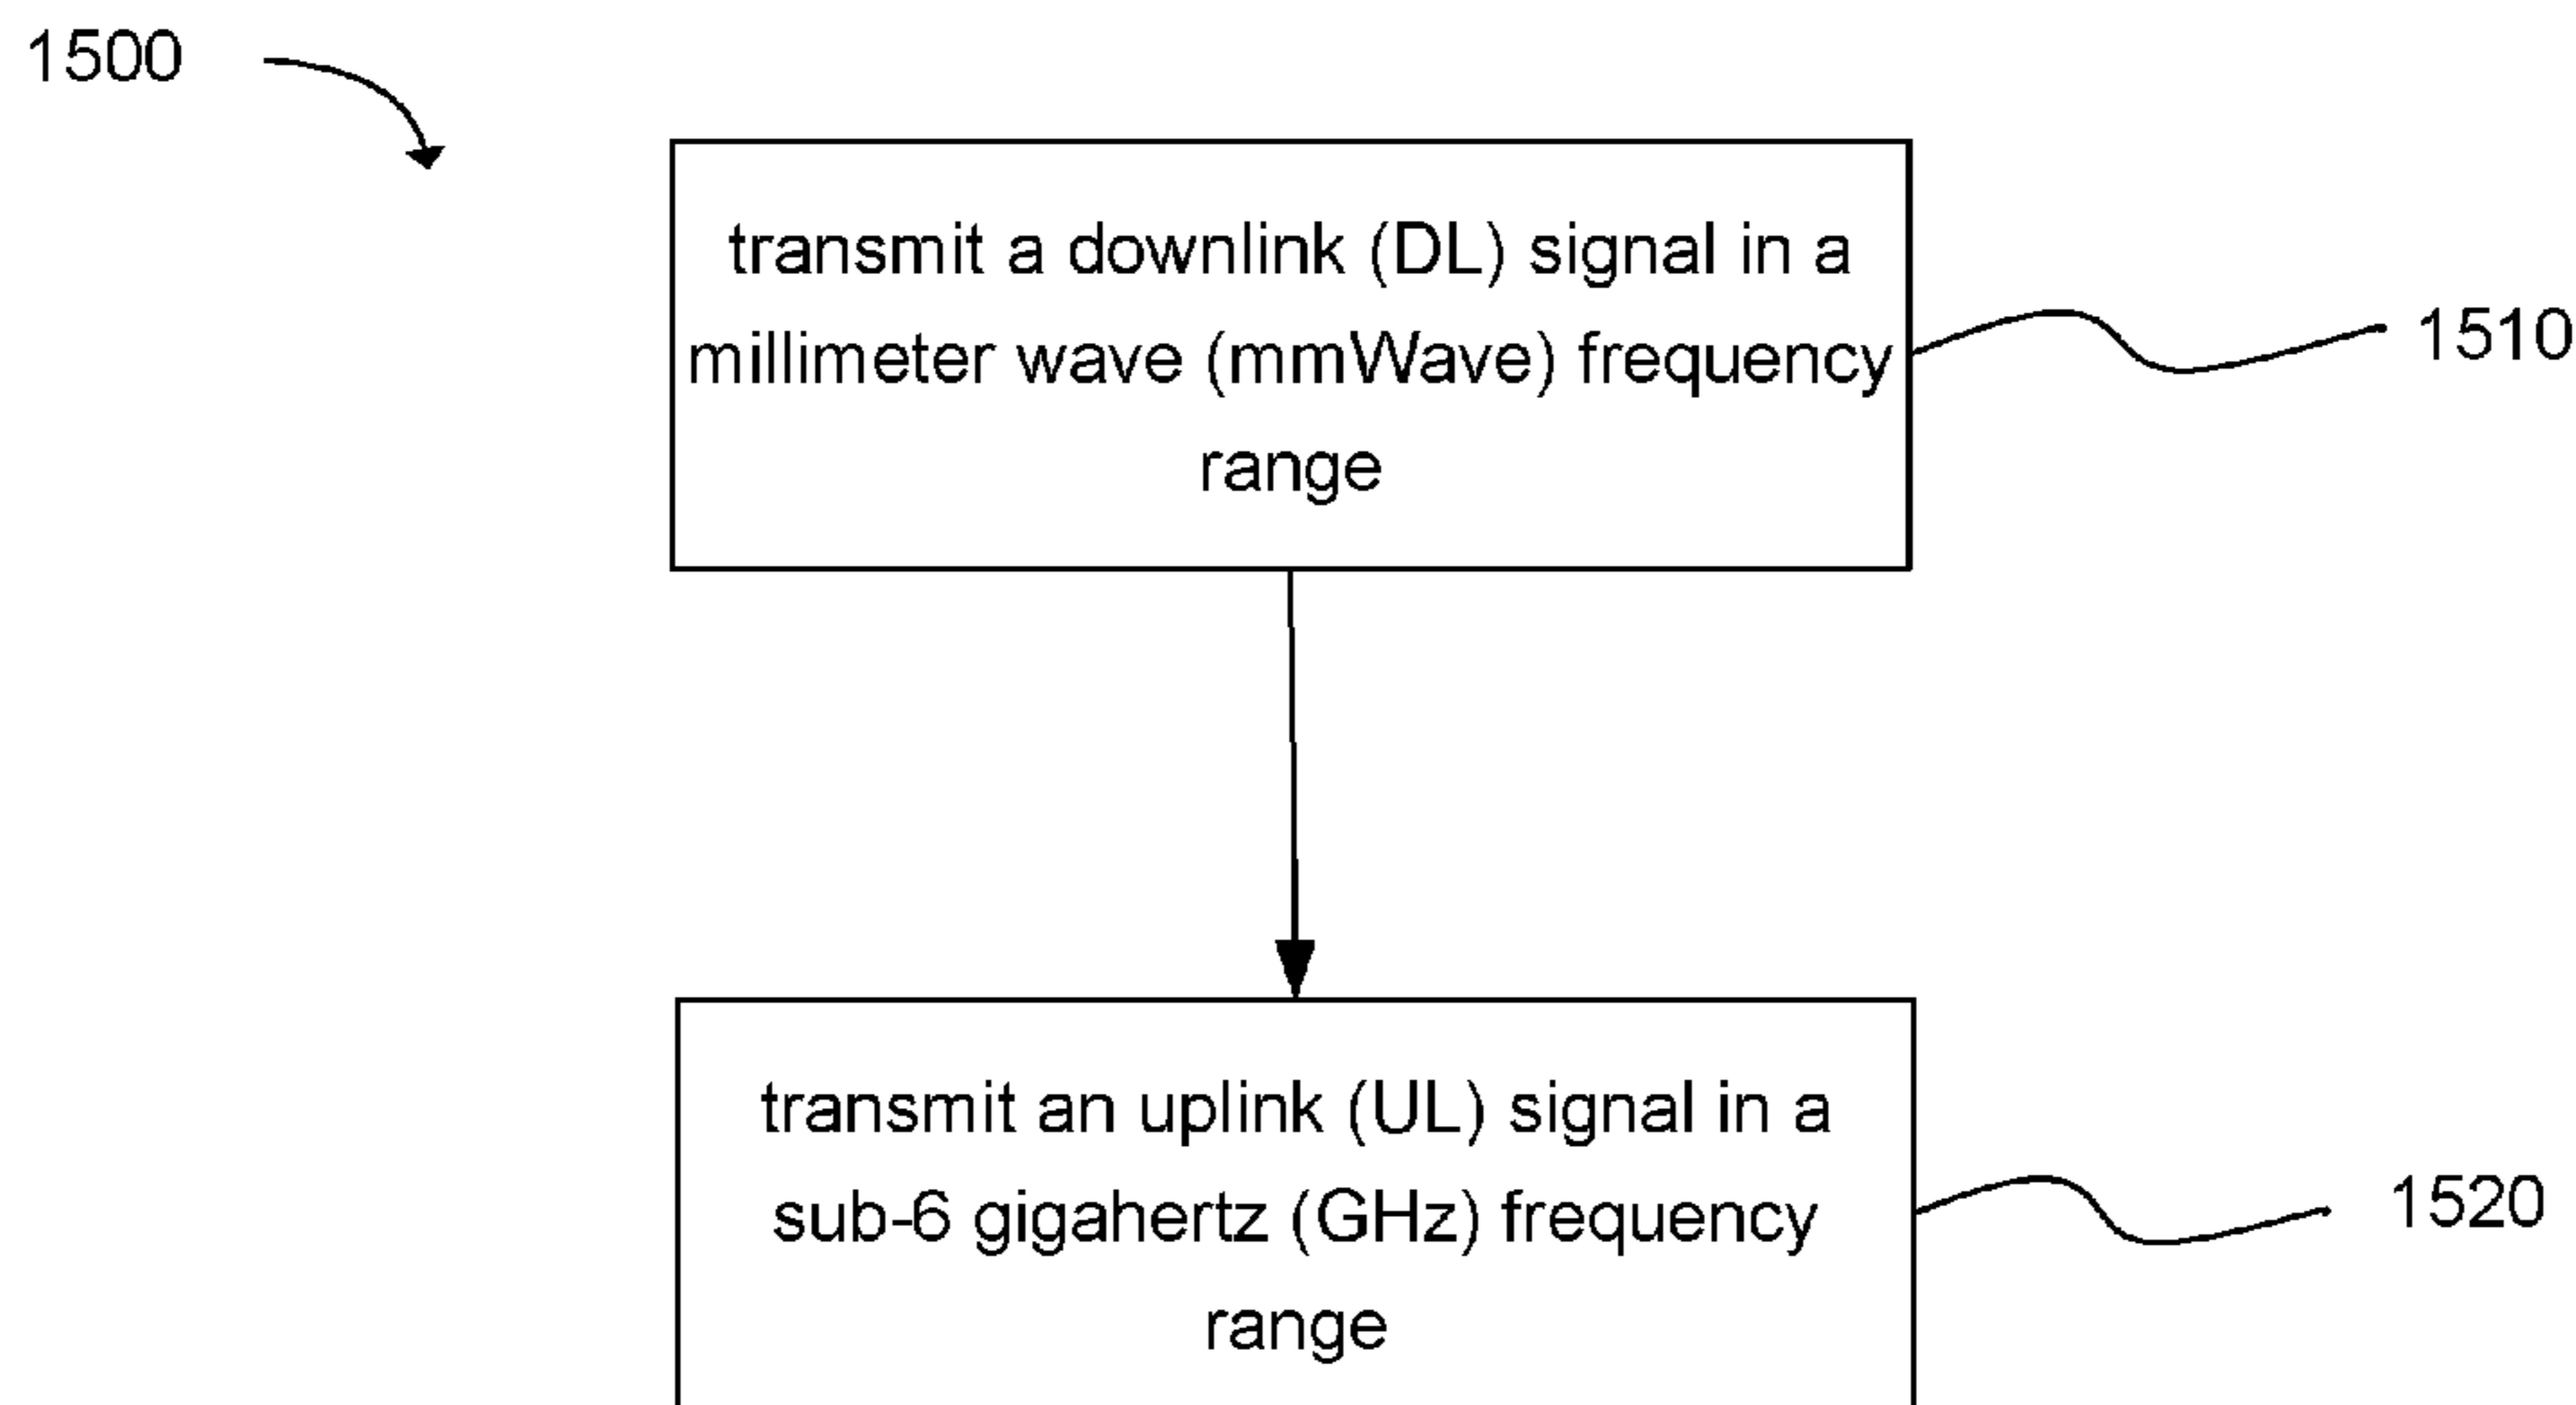 1500
transmit a downlink (DL) signal in a
millimeter wave (mmWave) frequency
range
1510
transmit an uplink (UL) signal in a
sub-6 gigahertz (GHz) frequency
range
1520